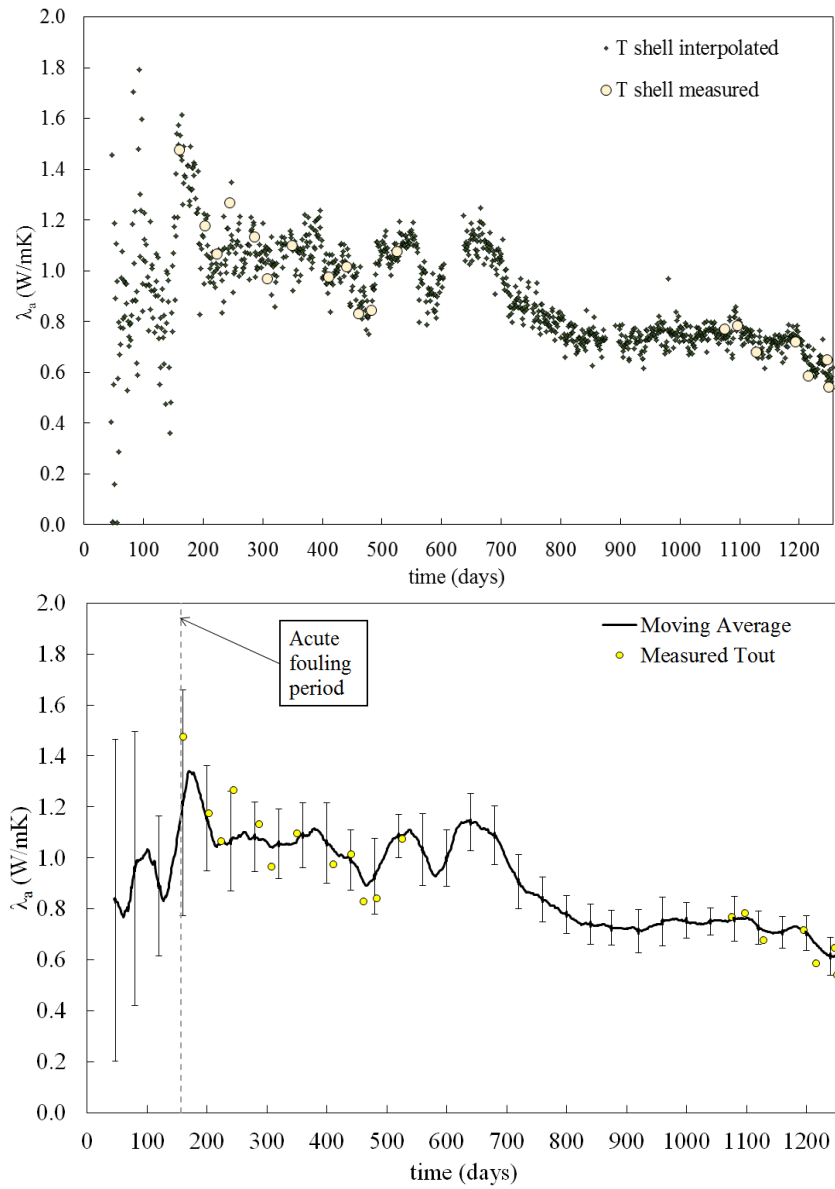 2.0
1.8
1.6
1.4
1.2
1.0
0.8
0.6
0.4
0.2
0.0
λa (W/mK)
T shell interpolated
T shell measured
0 100 200 300 400 500 600 700 800 900 1000 1100 1200
time (days)
2.0
1.8
1.6
1.4
1.2
1.0
0.8
0.6
0.4
0.2
0.0
λa (W/mK)
Acute
fouling
period
Moving Average
Measured Tout
0 100 200 300 400 500 600 700 800 900 1000 1100 1200
time (days)